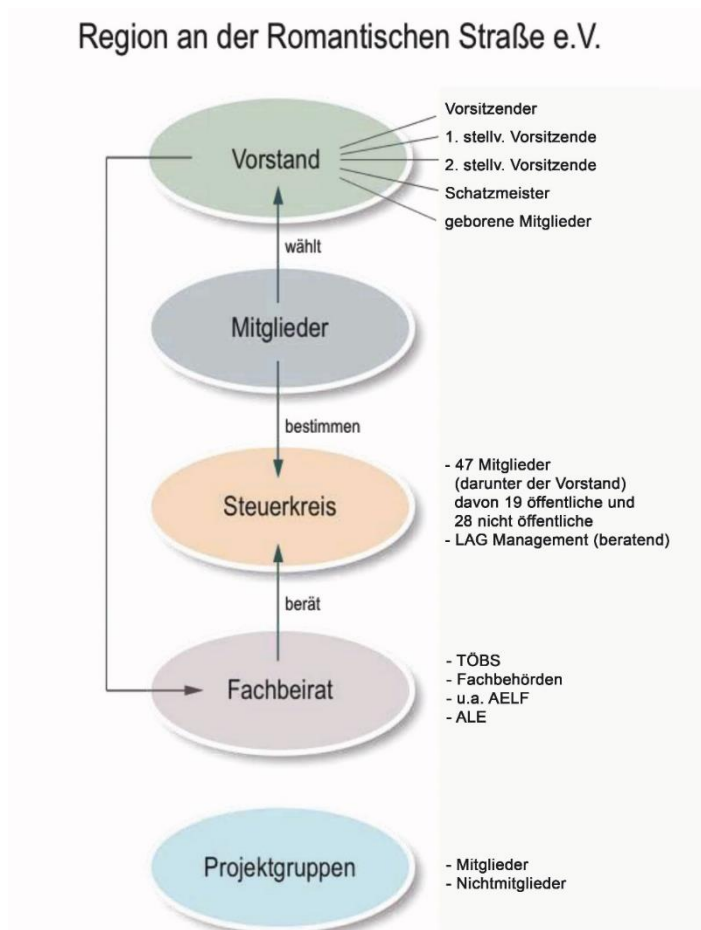 Region an der Romantischen Straße e.V.
Vorstand
Vorsitzender
1. stellv. Vorsitzende
2. stellv. Vorsitzende
Schatzmeister
geborene Mitglieder
wählt
Mitglieder
bestimmen
Steuerkreis
- 47 Mitglieder
(darunter der Vorstand)
davon 19 öffentliche und
28 nicht öffentliche
- LAG Management (beratend)
berät
Fachbeirat
- TÖBS
- Fachbehörden
- u.a. AELF
- ALE
Projektgruppen
- Mitglieder
- Nichtmitglieder